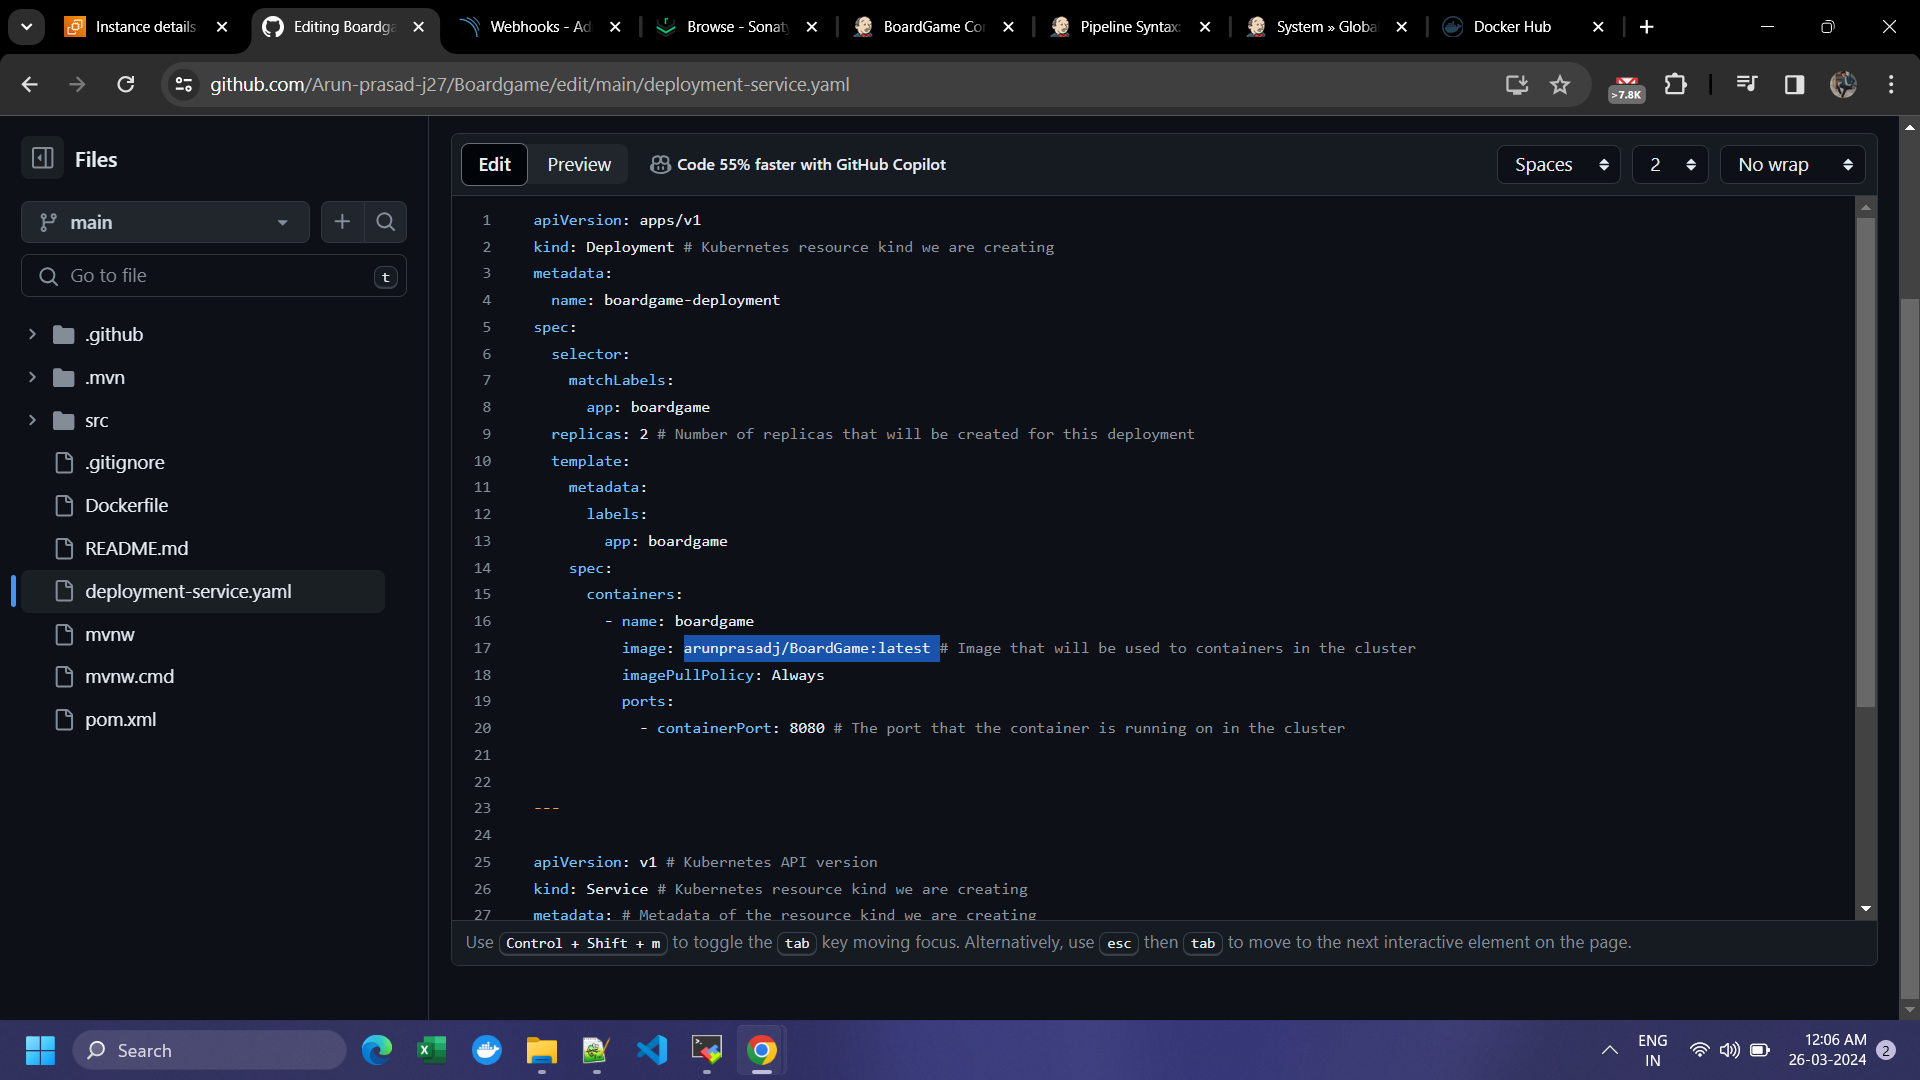 Instance details
Editing Boardga
Webhooks - Ad
Browse - Sonaty
BoardGame Co
Pipeline Syntax:
System » Global
Docker Hub
github.com/Arun-prasad-j27/Boardgame/edit/main/deployment-service.yaml
>7.8K
Files
main
Go to file
t
.github
.mvn
src
.gitignore
Dockerfile
README.md
deployment-service.yaml
mvnw
mvnw.cmd
pom.xml
Edit
Preview
Code 55% faster with GitHub Copilot
Spaces
2
No wrap
1 apiVersion: apps/v1
2 kind: Deployment # Kubernetes resource kind we are creating
3 metadata:
4 name: boardgame-deployment
5 spec:
6 selector:
7 matchLabels:
8 app: boardgame
9 replicas: 2 # Number of replicas that will be created for this deployment
10 template:
11 metadata:
12 labels:
13 app: boardgame
14 spec:
15 containers:
16 - name: boardgame
17 image: arunprasadj/BoardGame:latest # Image that will be used to containers in the cluster
18 imagePullPolicy: Always
19 ports:
20 - containerPort: 8080 # The port that the container is running on in the cluster
21
22
23 ---
24
25 apiVersion: v1 # Kubernetes API version
26 kind: Service # Kubernetes resource kind we are creating
27 metadata: # Metadata of the resource kind we are creating
Use Control + Shift + m to toggle the tab key moving focus. Alternatively, use esc then tab to move to the next interactive element on the page.
Search
ENG
IN
12:06 AM
26-03-2024
2